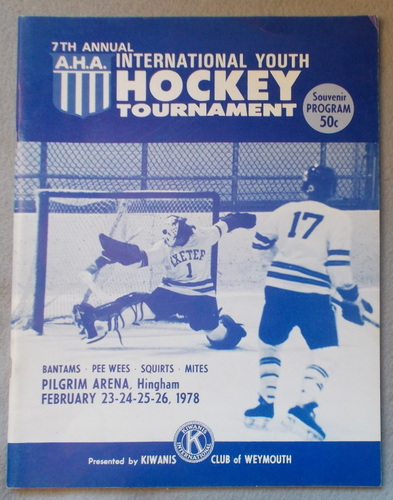 7TH ANNUAL
A.H.A. INTERNATIONAL YOUTH
HOCKEY
TOURNAMENT
Souvenir
PROGRAM
50c
17
EXETER
1
BANTAMS · PEE WEES · SQUIRTS · MITES
PILGRIM ARENA, Hingham
FEBRUARY 23-24-25-26, 1978
KIWANIS
K
INTERNATIONAL
Presented by KIWANIS CLUB of WEYMOUTH